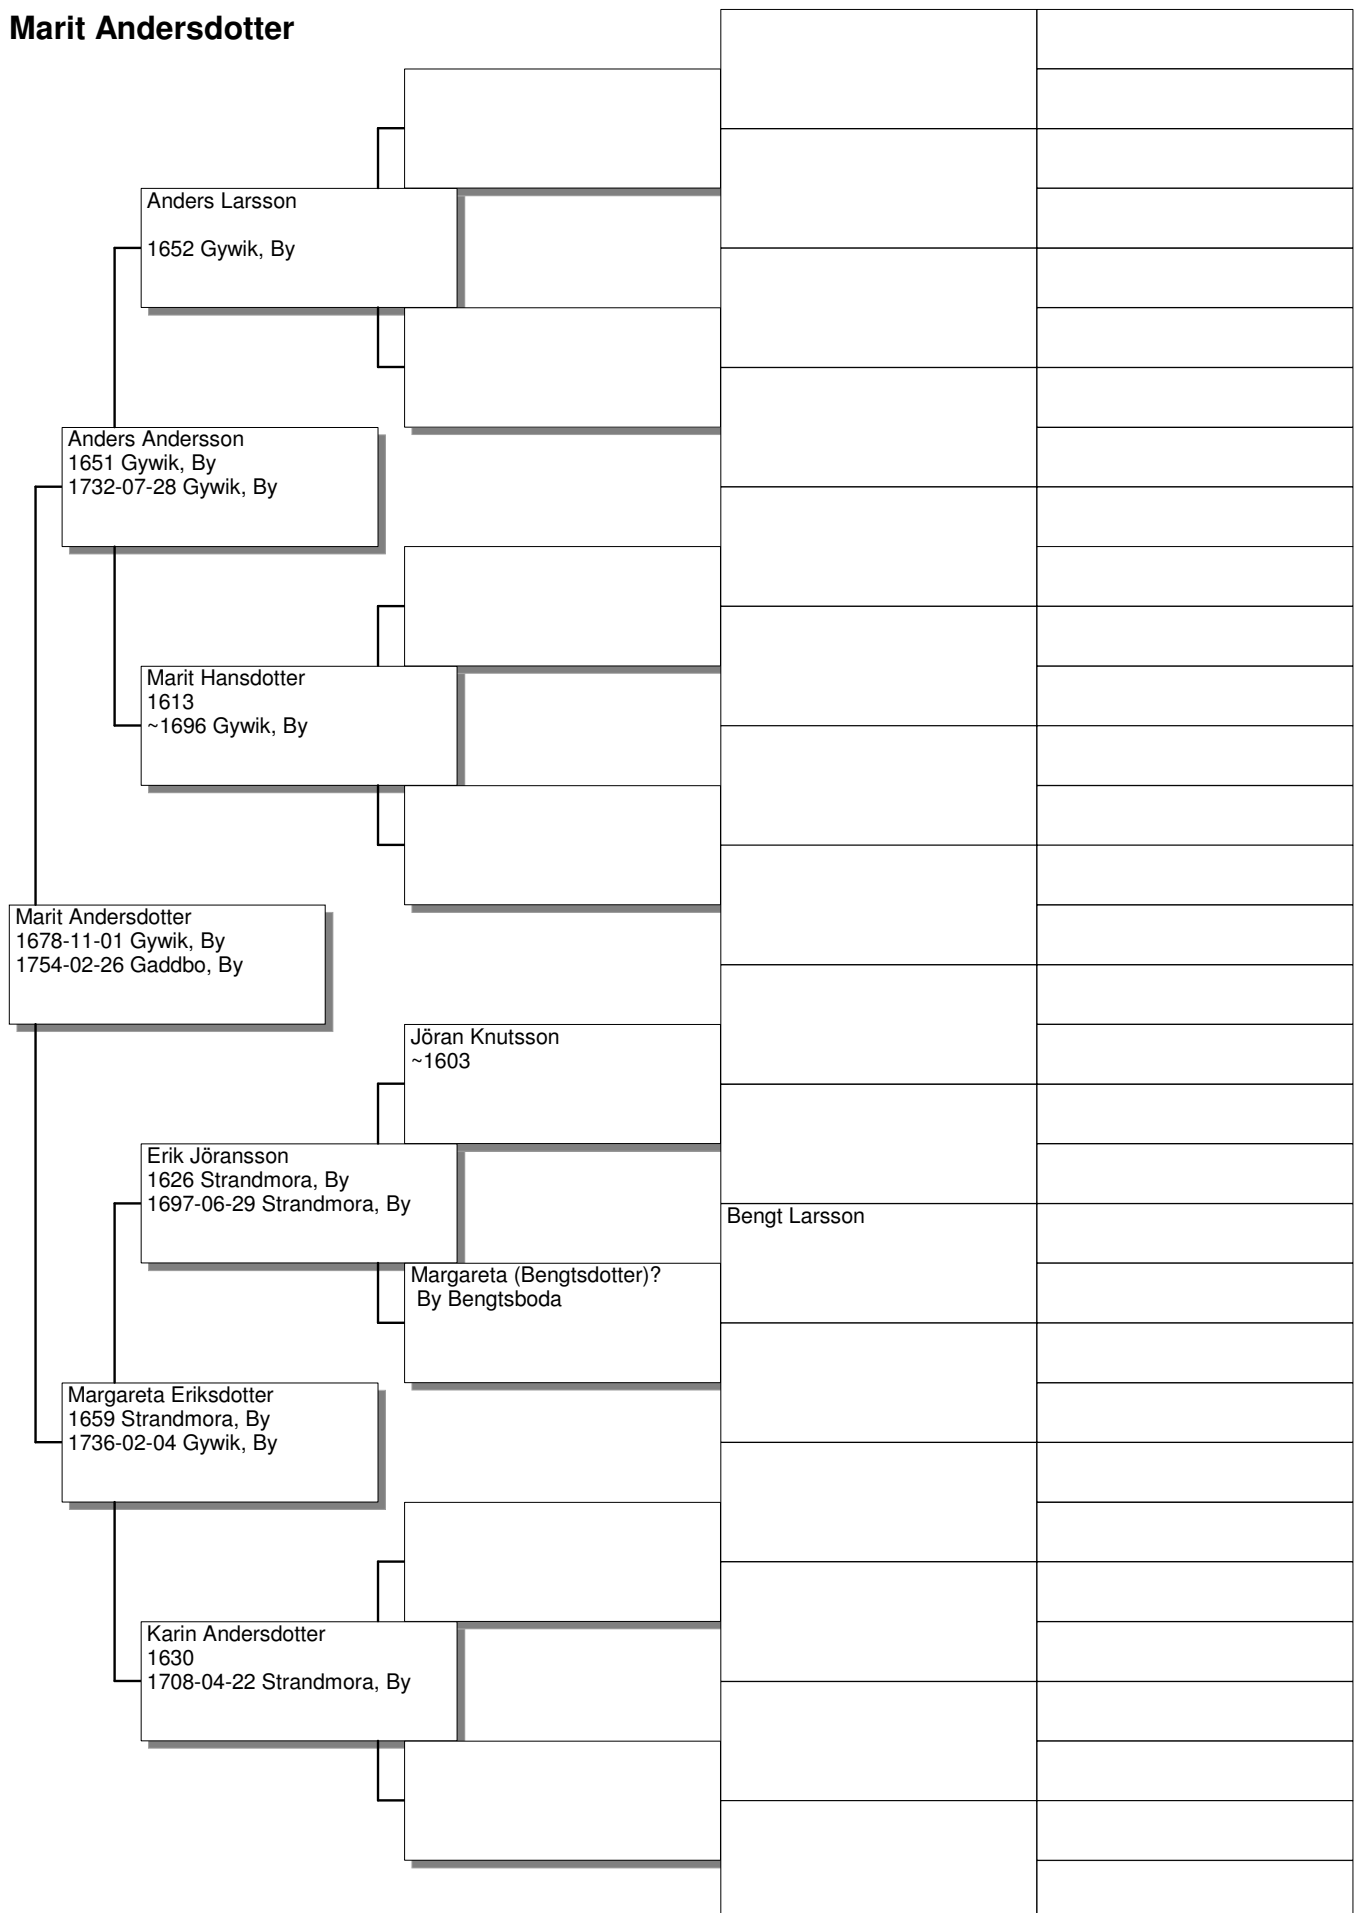 Marit Andersdotter
Anders Larsson
1652 Gywik, By
Anders Andersson
1651 Gywik, By
1732-07-28 Gywik, By
Marit Hansdotter
1613
~1696 Gywik, By
Marit Andersdotter
1678-11-01 Gywik, By
1754-02-26 Gaddbo, By
Jöran Knutsson
~1603
Erik Jöransson
1626 Strandmora, By
1697-06-29 Strandmora, By
Bengt Larsson
Margareta (Bengtsdotter)?
By Bengtsboda
Margareta Eriksdotter
1659 Strandmora, By
1736-02-04 Gywik, By
Karin Andersdotter
1630
1708-04-22 Strandmora, By